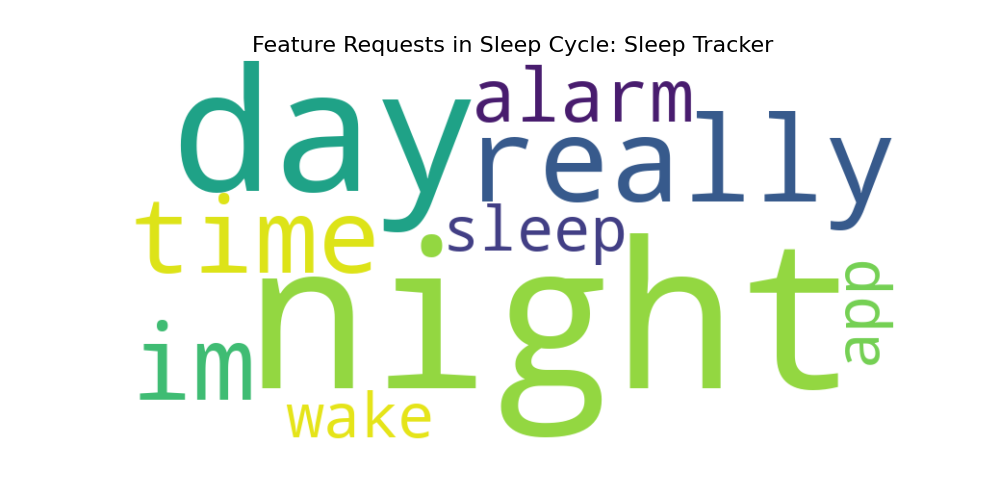 Feature Requests in Sleep Cycle: Sleep Tracker
day
alarm
really
time
sleep
night
app
im
wake